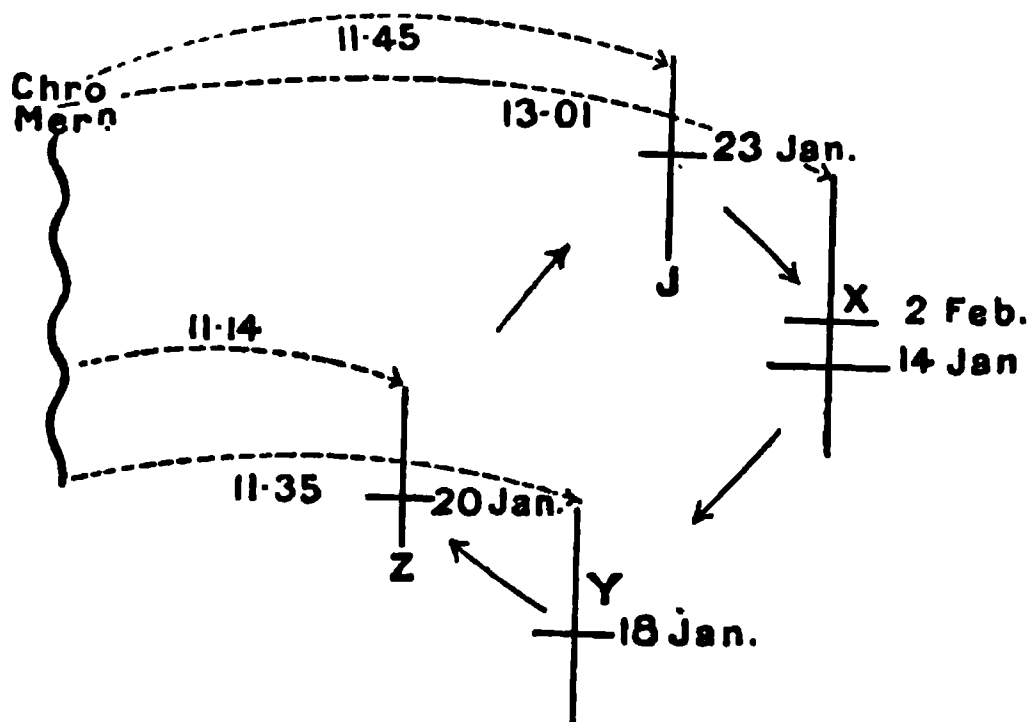 11·45
Chro
Mern
13·01
23 Jan.
J
X
2 Feb.
14 Jan
11·14
11·35
20 Jan.
Z
Y
18 Jan.